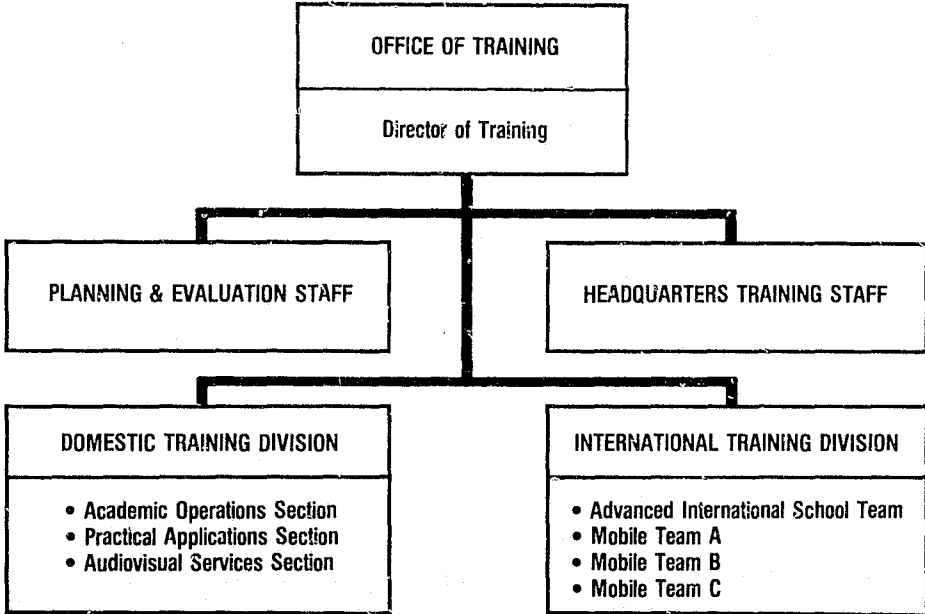 OFFICE OF TRAINING
Director of Training
PLANNING & EVALUATION STAFF
HEADQUARTERS TRAINING STAFF
DOMESTIC TRAINING DIVISION
• Academic Operations Section
• Practical Applications Section
• Audiovisual Services Section
INTERNATIONAL TRAINING DIVISION
• Advanced International School Team
• Mobile Team A
• Mobile Team B
• Mobile Team C